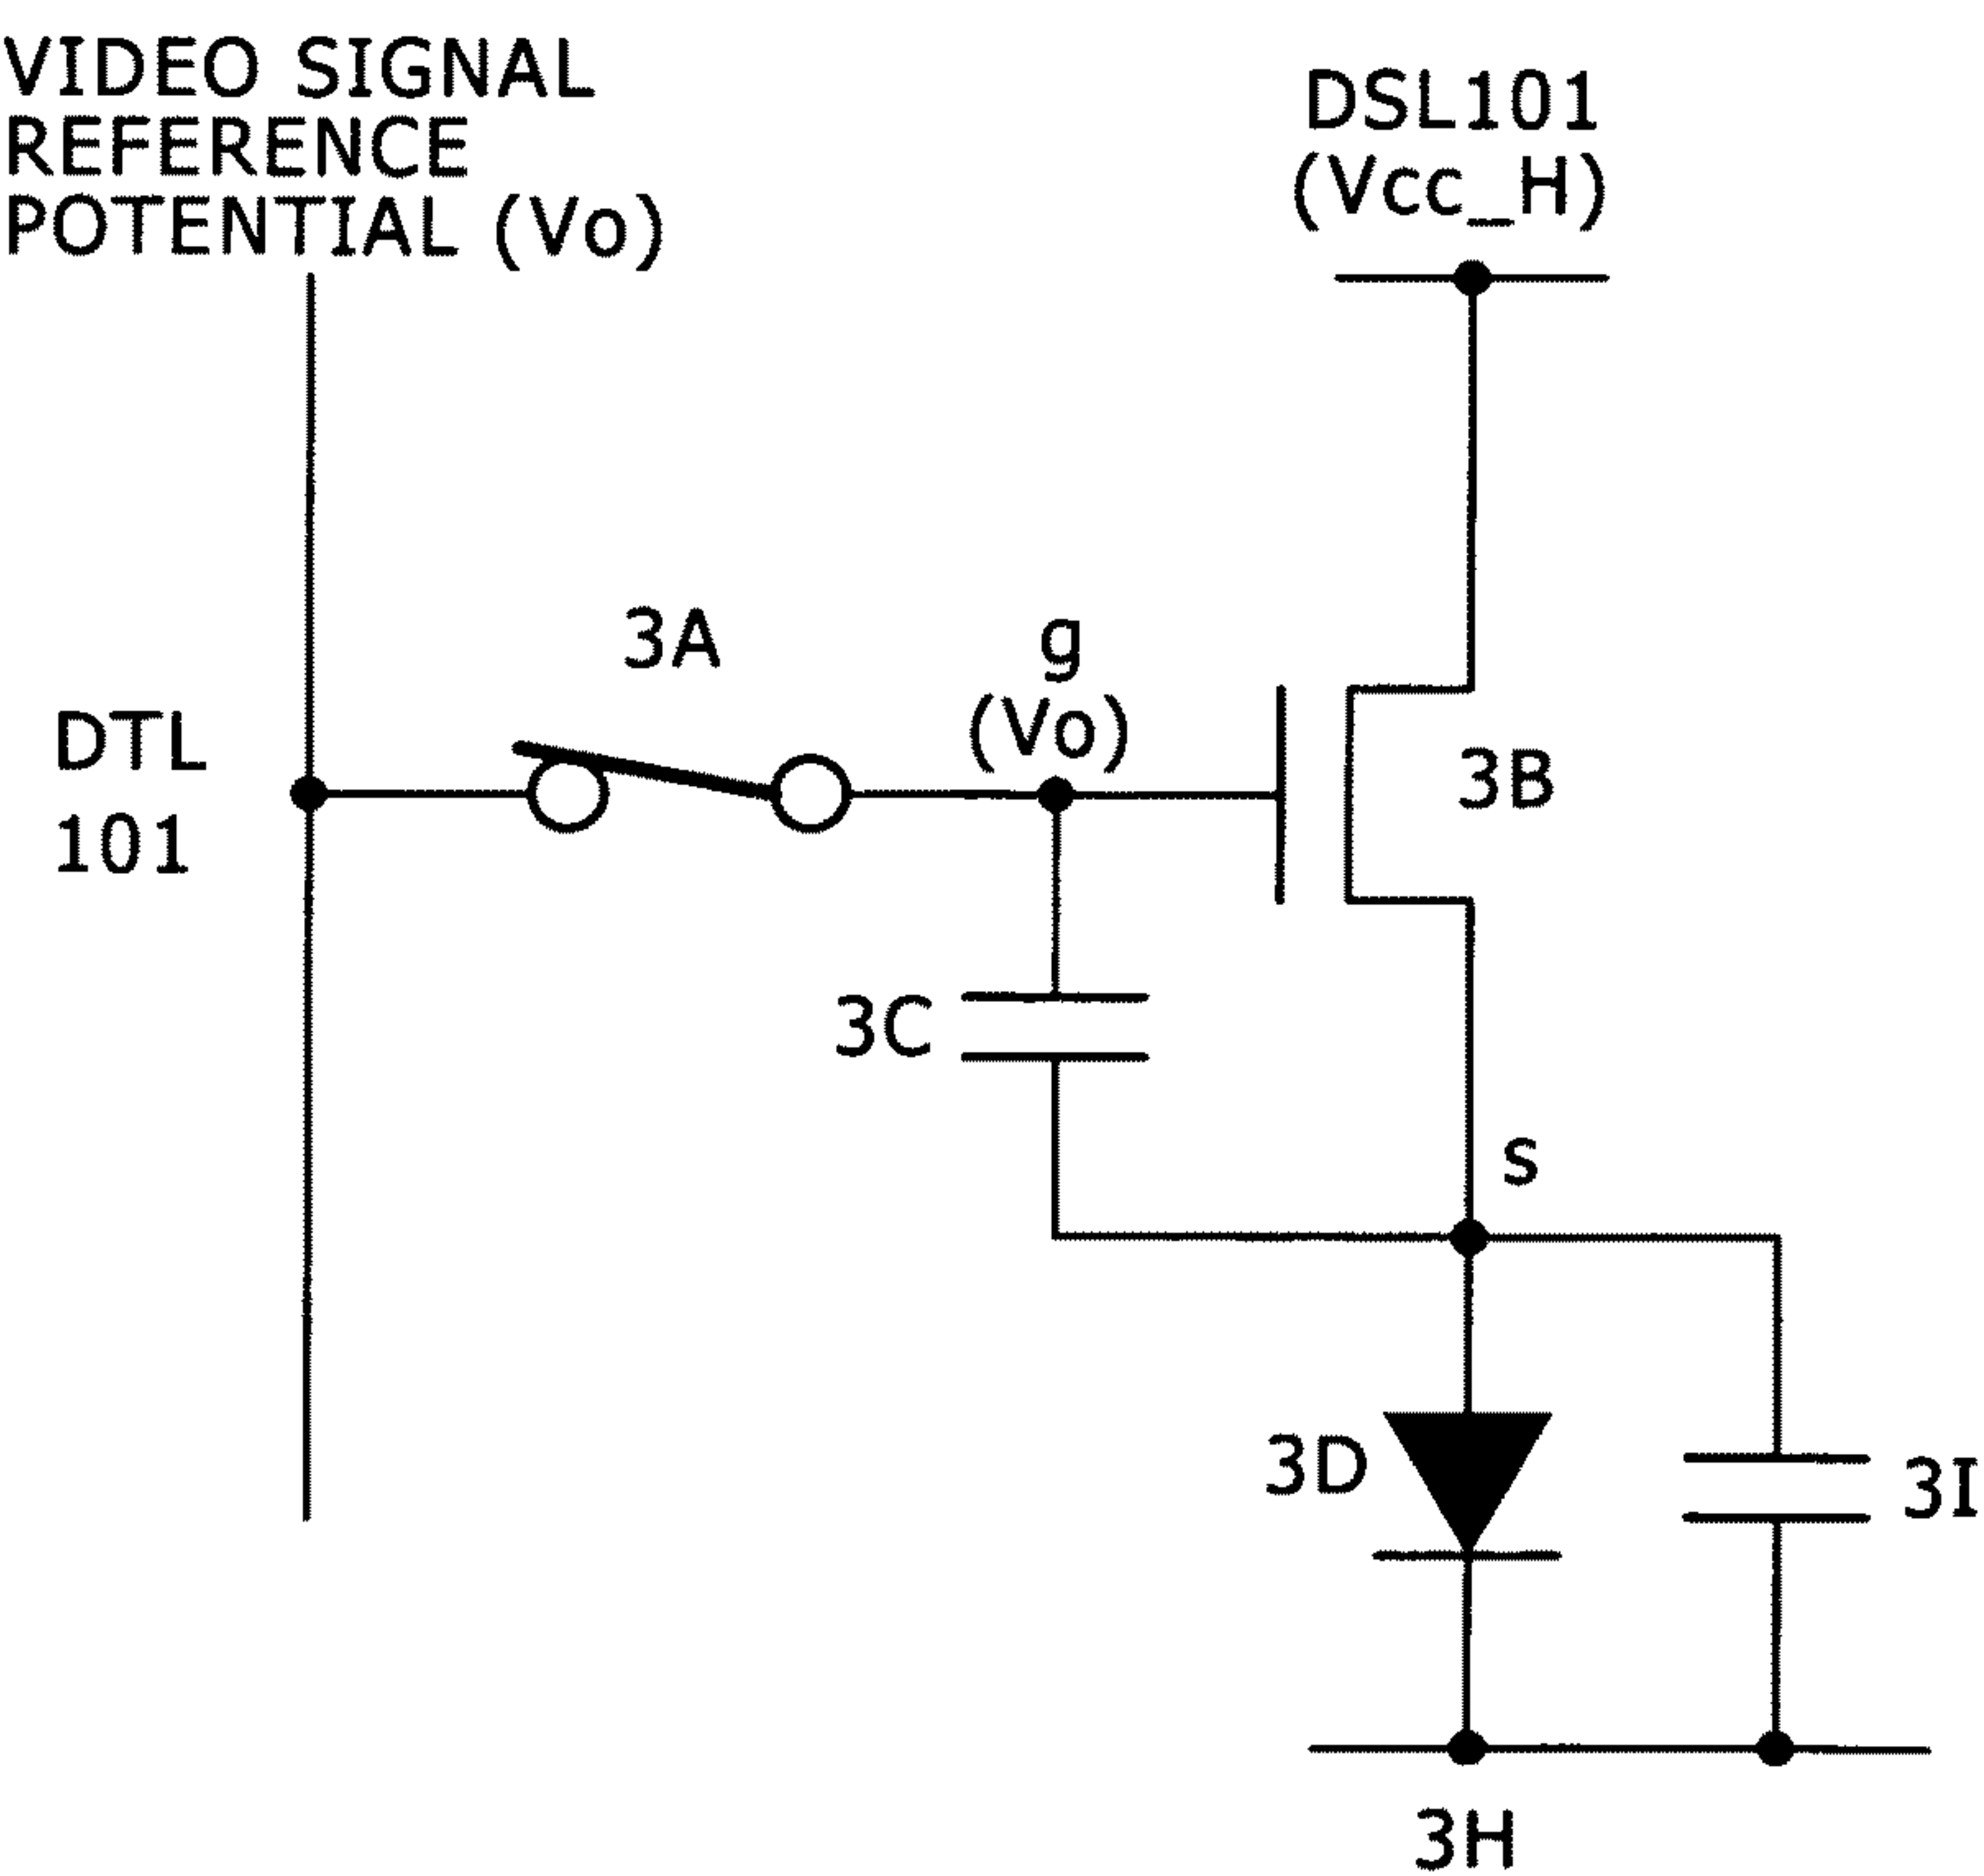 VIDEO SIGNAL
REFERENCE
POTENTIAL (Vo)
DSL101
(Vcc_H)
3A
g
(Vo)
DTL
101
3B
3C
s
3D
3I
3H